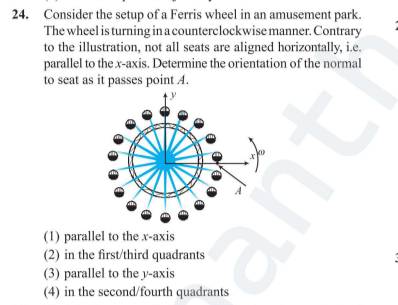 24. Consider the setup of a Ferris wheel in an amusement park.
The wheel is turning in a counterclockwise manner. Contrary
to the illustration, not all seats are aligned horizontally, i.e.
parallel to the x-axis. Determine the orientation of the normal
to seat as it passes point A.
y
x
ω
A
(1) parallel to the x-axis
(2) in the first/third quadrants
(3) parallel to the y-axis
(4) in the second/fourth quadrants